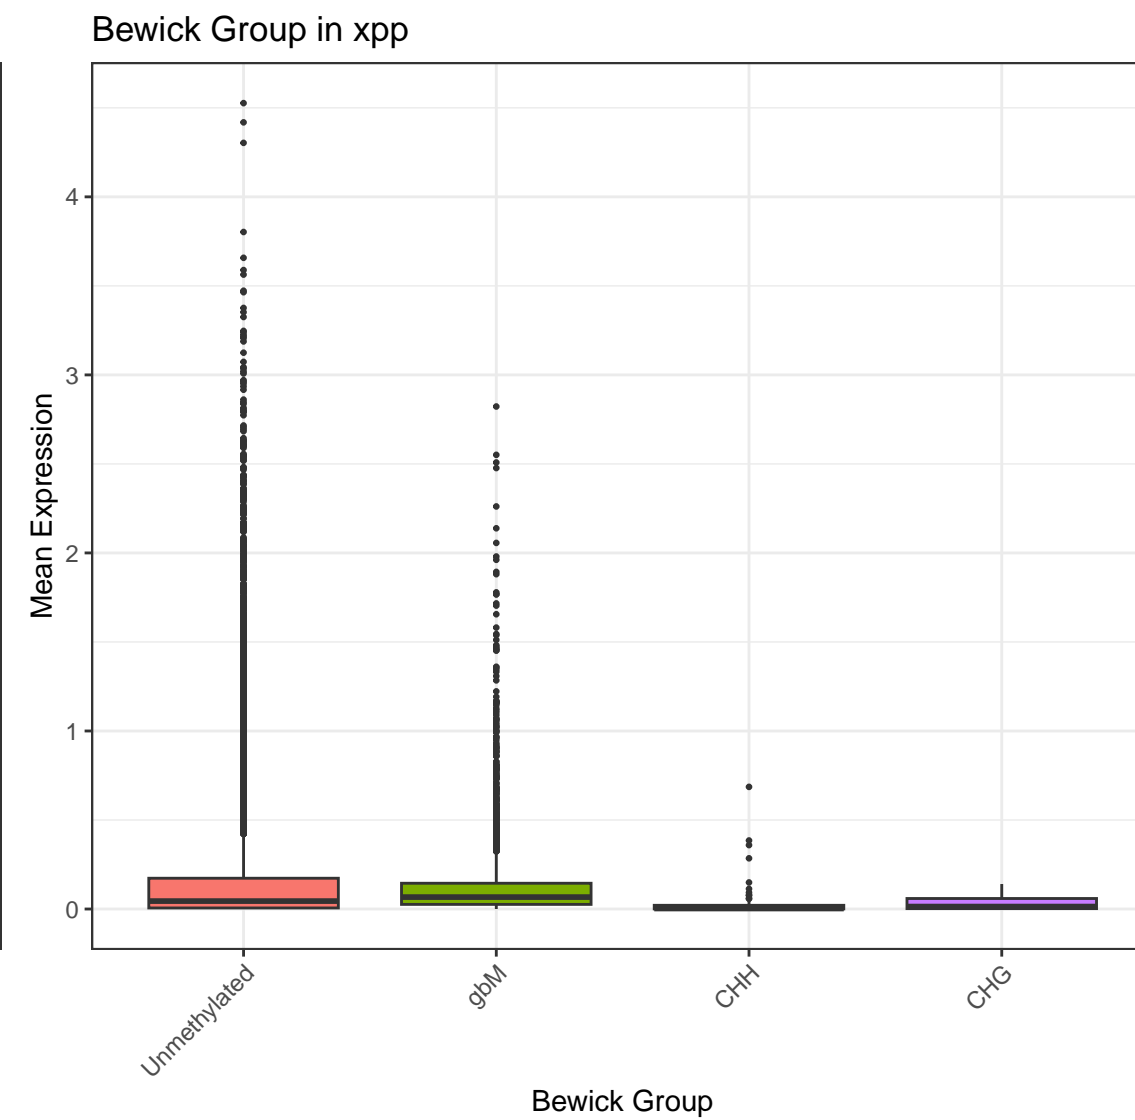 Bewick Group in xpp
Mean Expression
4
3
2
1
0
Unmethylated
gbM
CHH
CHG
Bewick Group